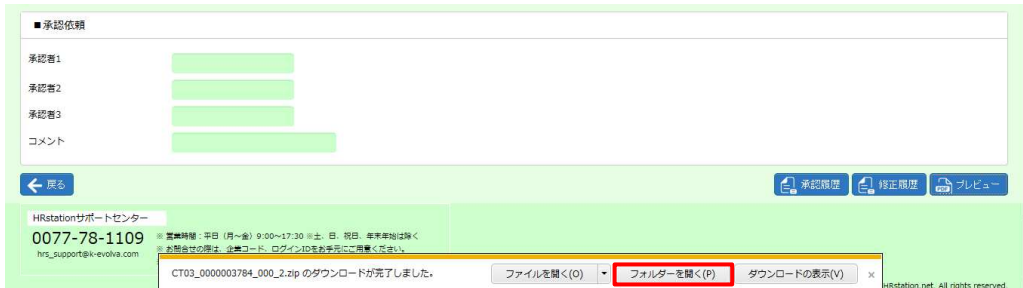 ■承認依頼
承認者1
承認者2
承認者3
コメント
戻る
承認履歴 修正履歴 プレビュー
HRstationサポートセンター
0077-78-1109
※ 営業時間：平日（月～金）9:00～17:30 ※土、日、祝日、年末年始は除く
hrs_support@k-evolva.com
※ お問合せの際は、企業コード、ログインIDをお手元にご用意ください。
CT03_0000003784_000_2.zip のダウンロードが完了しました。 ファイルを開く(O) フォルダーを開く(P) ダウンロードの表示(V) ×
HRstation.net. All rights reserved.